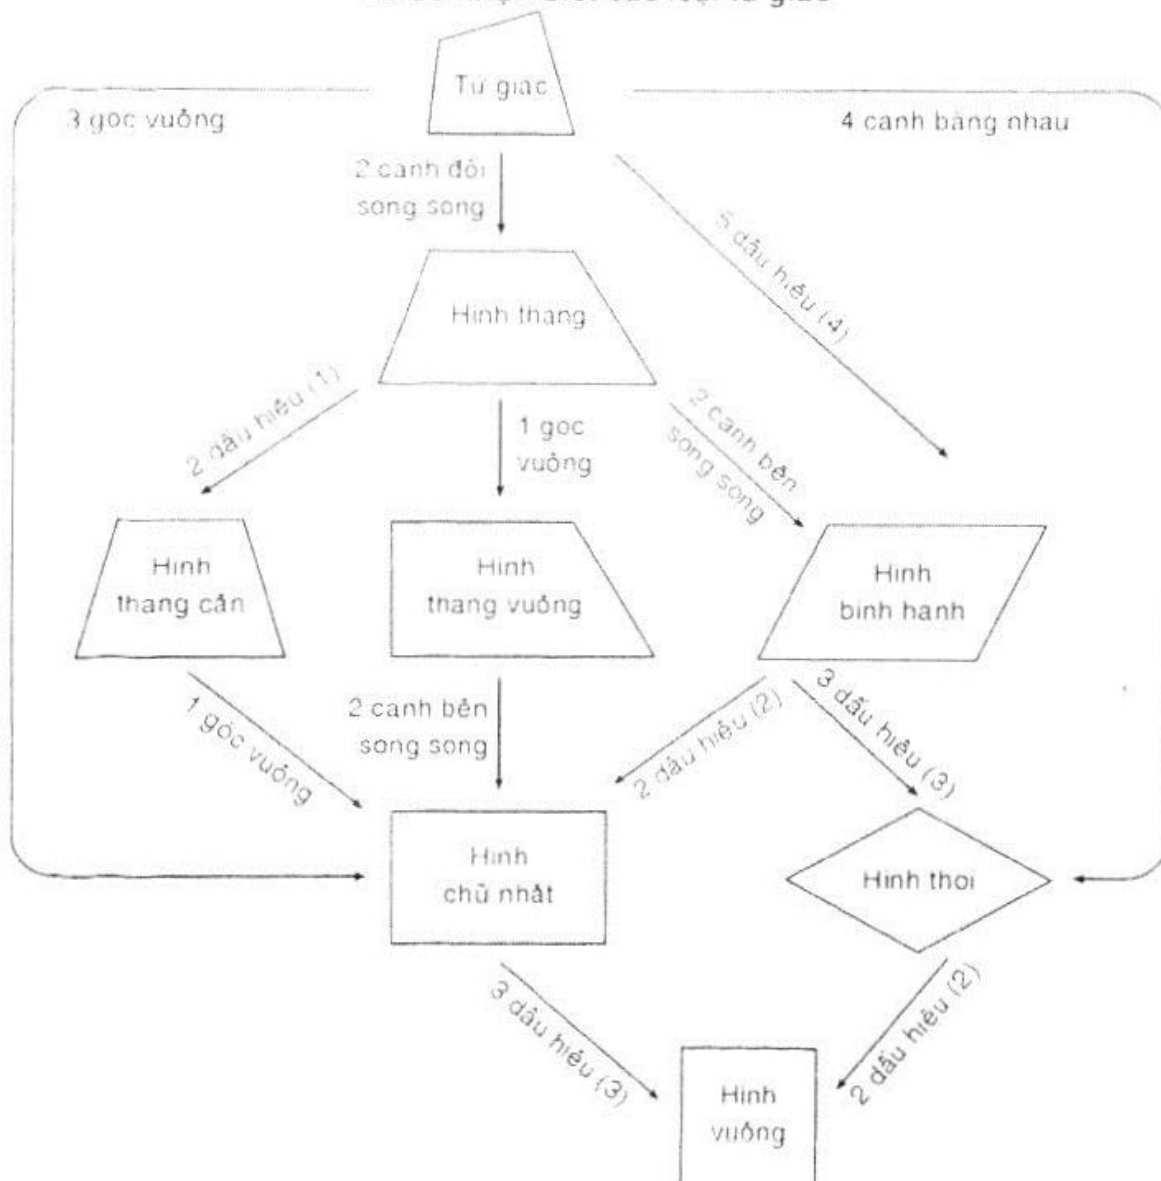 tứ giác
Tứ giác
3 góc vuông
4 cạnh bằng nhau
2 cạnh đối
song song
5 dấu hiệu (4)
Hình thang
2 dấu hiệu (1)
1 góc
vuông
2 cạnh bên
song song
Hình
thang cân
Hình
thang vuông
Hình
bình hành
1 góc vuông
2 cạnh bên
song song
2 dấu hiệu (2)
3 dấu hiệu (3)
Hình
chữ nhật
Hình thoi
3 dấu hiệu (3)
2 dấu hiệu (2)
Hình
vuông